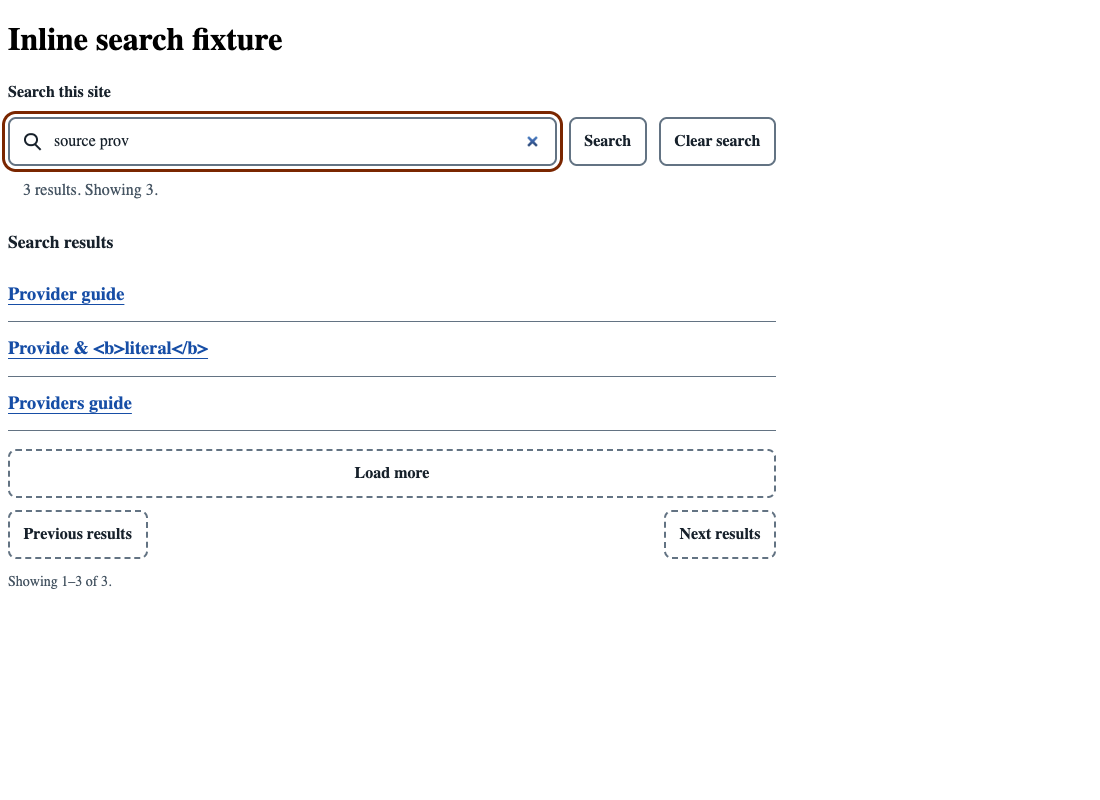 Inline search fixture
Search this site
source prov
Search
Clear search
3 results. Showing 3.
Search results
Provider guide
Provide & <b>literal</b>
Providers guide
Load more
Previous results
Next results
Showing 1–3 of 3.